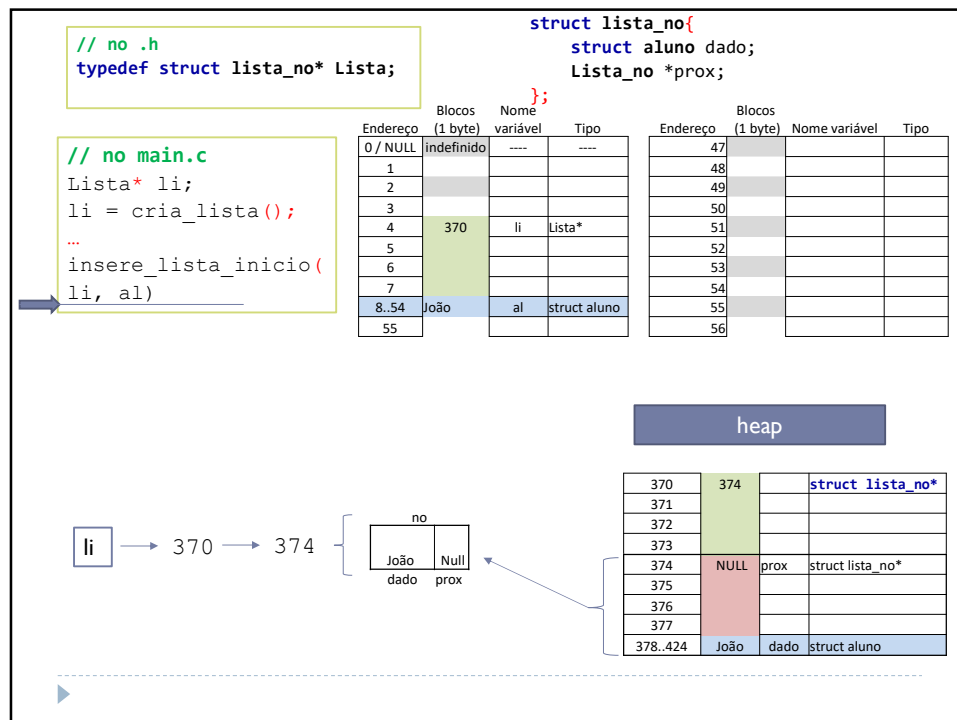 // no .h
typedef struct lista_no* Lista;
struct lista_no{
struct aluno dado;
Lista_no *prox;
};
// no main.c
Lista* li;
li = cria_lista();
…
insere_lista_inicio(
li, al)
Blocos Nome
Endereço (1 byte) variável Tipo
0 / NULL indefinido ---- ----
1
2
3
4 370 li Lista*
5
6
7
8..54 João al struct aluno
55
Blocos
Endereço (1 byte) Nome variável Tipo
47
48
49
50
51
52
53
54
55
56
heap
370 374 struct lista_no*
371
372
373
374 NULL prox struct lista_no*
375
376
377
378..424 João dado struct aluno
no
li 370 374
João Null
dado prox